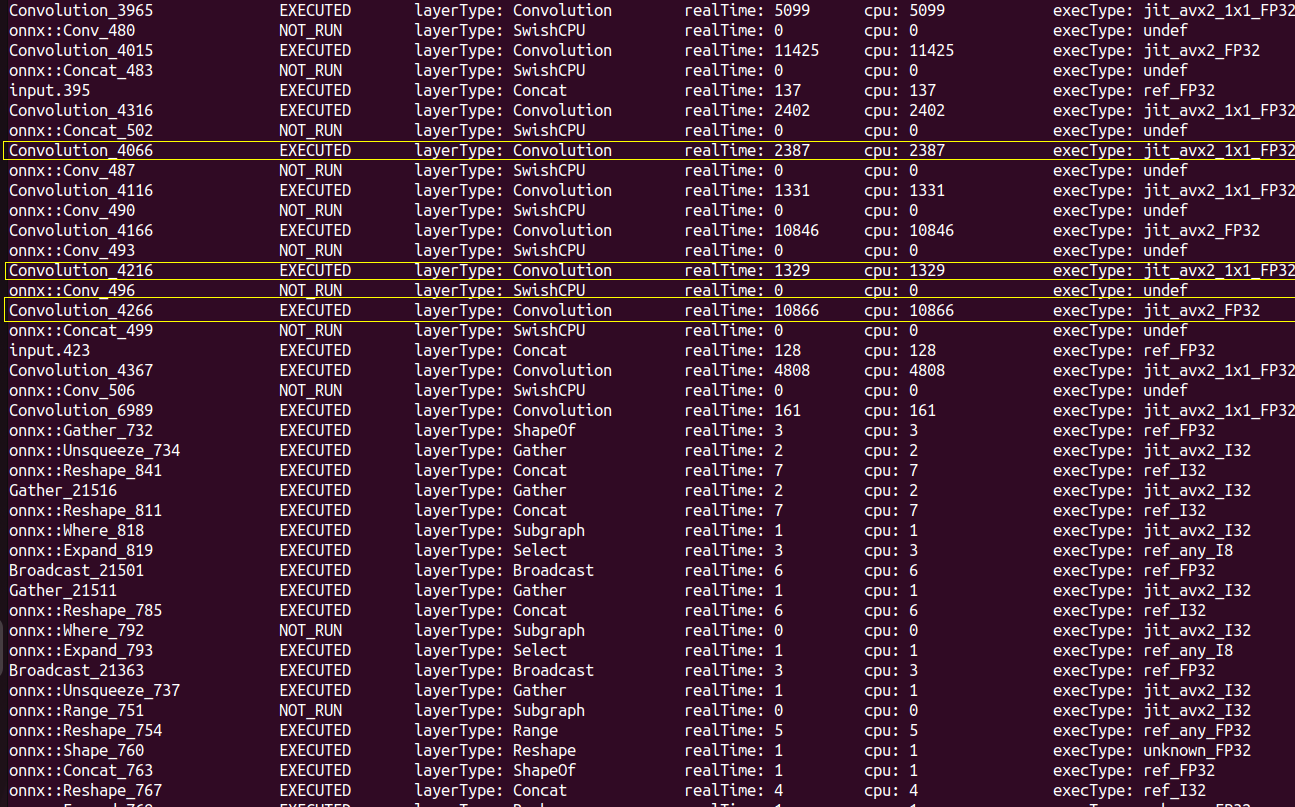 Convolution_3965 EXECUTED layerType: Convolution realTime: 5099 cpu: 5099 execType: jit_avx2_1x1_FP32
onnx::Conv_480 NOT_RUN layerType: SwishCPU realTime: 0 cpu: 0 execType: undef
Convolution_4015 EXECUTED layerType: Convolution realTime: 11425 cpu: 11425 execType: jit_avx2_FP32
onnx::Concat_483 NOT_RUN layerType: SwishCPU realTime: 0 cpu: 0 execType: undef
input.395 EXECUTED layerType: Concat realTime: 137 cpu: 137 execType: ref_FP32
Convolution_4316 EXECUTED layerType: Convolution realTime: 2402 cpu: 2402 execType: jit_avx2_1x1_FP32
onnx::Concat_502 NOT_RUN layerType: SwishCPU realTime: 0 cpu: 0 execType: undef
Convolution_4066 EXECUTED layerType: Convolution realTime: 2387 cpu: 2387 execType: jit_avx2_1x1_FP32
onnx::Conv_487 NOT_RUN layerType: SwishCPU realTime: 0 cpu: 0 execType: undef
Convolution_4116 EXECUTED layerType: Convolution realTime: 1331 cpu: 1331 execType: jit_avx2_1x1_FP32
onnx::Conv_490 NOT_RUN layerType: SwishCPU realTime: 0 cpu: 0 execType: undef
Convolution_4166 EXECUTED layerType: Convolution realTime: 10846 cpu: 10846 execType: jit_avx2_FP32
onnx::Conv_493 NOT_RUN layerType: SwishCPU realTime: 0 cpu: 0 execType: undef
Convolution_4216 EXECUTED layerType: Convolution realTime: 1329 cpu: 1329 execType: jit_avx2_1x1_FP32
onnx::Conv_496 NOT_RUN layerType: SwishCPU realTime: 0 cpu: 0 execType: undef
Convolution_4266 EXECUTED layerType: Convolution realTime: 10866 cpu: 10866 execType: jit_avx2_FP32
onnx::Concat_499 NOT_RUN layerType: SwishCPU realTime: 0 cpu: 0 execType: undef
input.423 EXECUTED layerType: Concat realTime: 128 cpu: 128 execType: ref_FP32
Convolution_4367 EXECUTED layerType: Convolution realTime: 4808 cpu: 4808 execType: jit_avx2_1x1_FP32
onnx::Conv_506 NOT_RUN layerType: SwishCPU realTime: 0 cpu: 0 execType: undef
Convolution_6989 EXECUTED layerType: Convolution realTime: 161 cpu: 161 execType: jit_avx2_1x1_FP32
onnx::Gather_732 EXECUTED layerType: ShapeOf realTime: 3 cpu: 3 execType: ref_FP32
onnx::Unsqueeze_734 EXECUTED layerType: Gather realTime: 2 cpu: 2 execType: jit_avx2_I32
onnx::Reshape_841 EXECUTED layerType: Concat realTime: 7 cpu: 7 execType: ref_I32
Gather_21516 EXECUTED layerType: Gather realTime: 2 cpu: 2 execType: jit_avx2_I32
onnx::Reshape_811 EXECUTED layerType: Concat realTime: 7 cpu: 7 execType: ref_I32
onnx::Where_818 EXECUTED layerType: Subgraph realTime: 1 cpu: 1 execType: jit_avx2_I32
onnx::Expand_819 EXECUTED layerType: Select realTime: 3 cpu: 3 execType: ref_any_I8
Broadcast_21501 EXECUTED layerType: Broadcast realTime: 6 cpu: 6 execType: ref_FP32
Gather_21511 EXECUTED layerType: Gather realTime: 1 cpu: 1 execType: jit_avx2_I32
onnx::Reshape_785 EXECUTED layerType: Concat realTime: 6 cpu: 6 execType: ref_I32
onnx::Where_792 NOT_RUN layerType: Subgraph realTime: 0 cpu: 0 execType: jit_avx2_I32
onnx::Expand_793 EXECUTED layerType: Select realTime: 1 cpu: 1 execType: ref_any_I8
Broadcast_21363 EXECUTED layerType: Broadcast realTime: 3 cpu: 3 execType: ref_FP32
onnx::Unsqueeze_737 EXECUTED layerType: Gather realTime: 1 cpu: 1 execType: jit_avx2_I32
onnx::Range_751 NOT_RUN layerType: Subgraph realTime: 0 cpu: 0 execType: jit_avx2_I32
onnx::Reshape_754 EXECUTED layerType: Range realTime: 5 cpu: 5 execType: ref_any_FP32
onnx::Shape_760 EXECUTED layerType: Reshape realTime: 1 cpu: 1 execType: unknown_FP32
onnx::Concat_763 EXECUTED layerType: ShapeOf realTime: 1 cpu: 1 execType: ref_FP32
onnx::Reshape_767 EXECUTED layerType: Concat realTime: 4 cpu: 4 execType: ref_I32